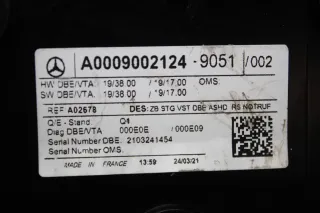 A0009002124 - 9051 /002
HW DBE/VTA. 19/38.00 / 19/17.00 OMS.
SW DBE/VTA. 19/38.00 / 19/17.00
REF A02678 DES: ZB STG VST DBE ASHD R5 NOTRUF
Q/E - Stand. Q4
Diag DBE/VTA 000E0E / 000E09
Serial Number DBE. 2103241454
Serial Number OMS.
MADE IN FRANCE 13:59 24/03/21